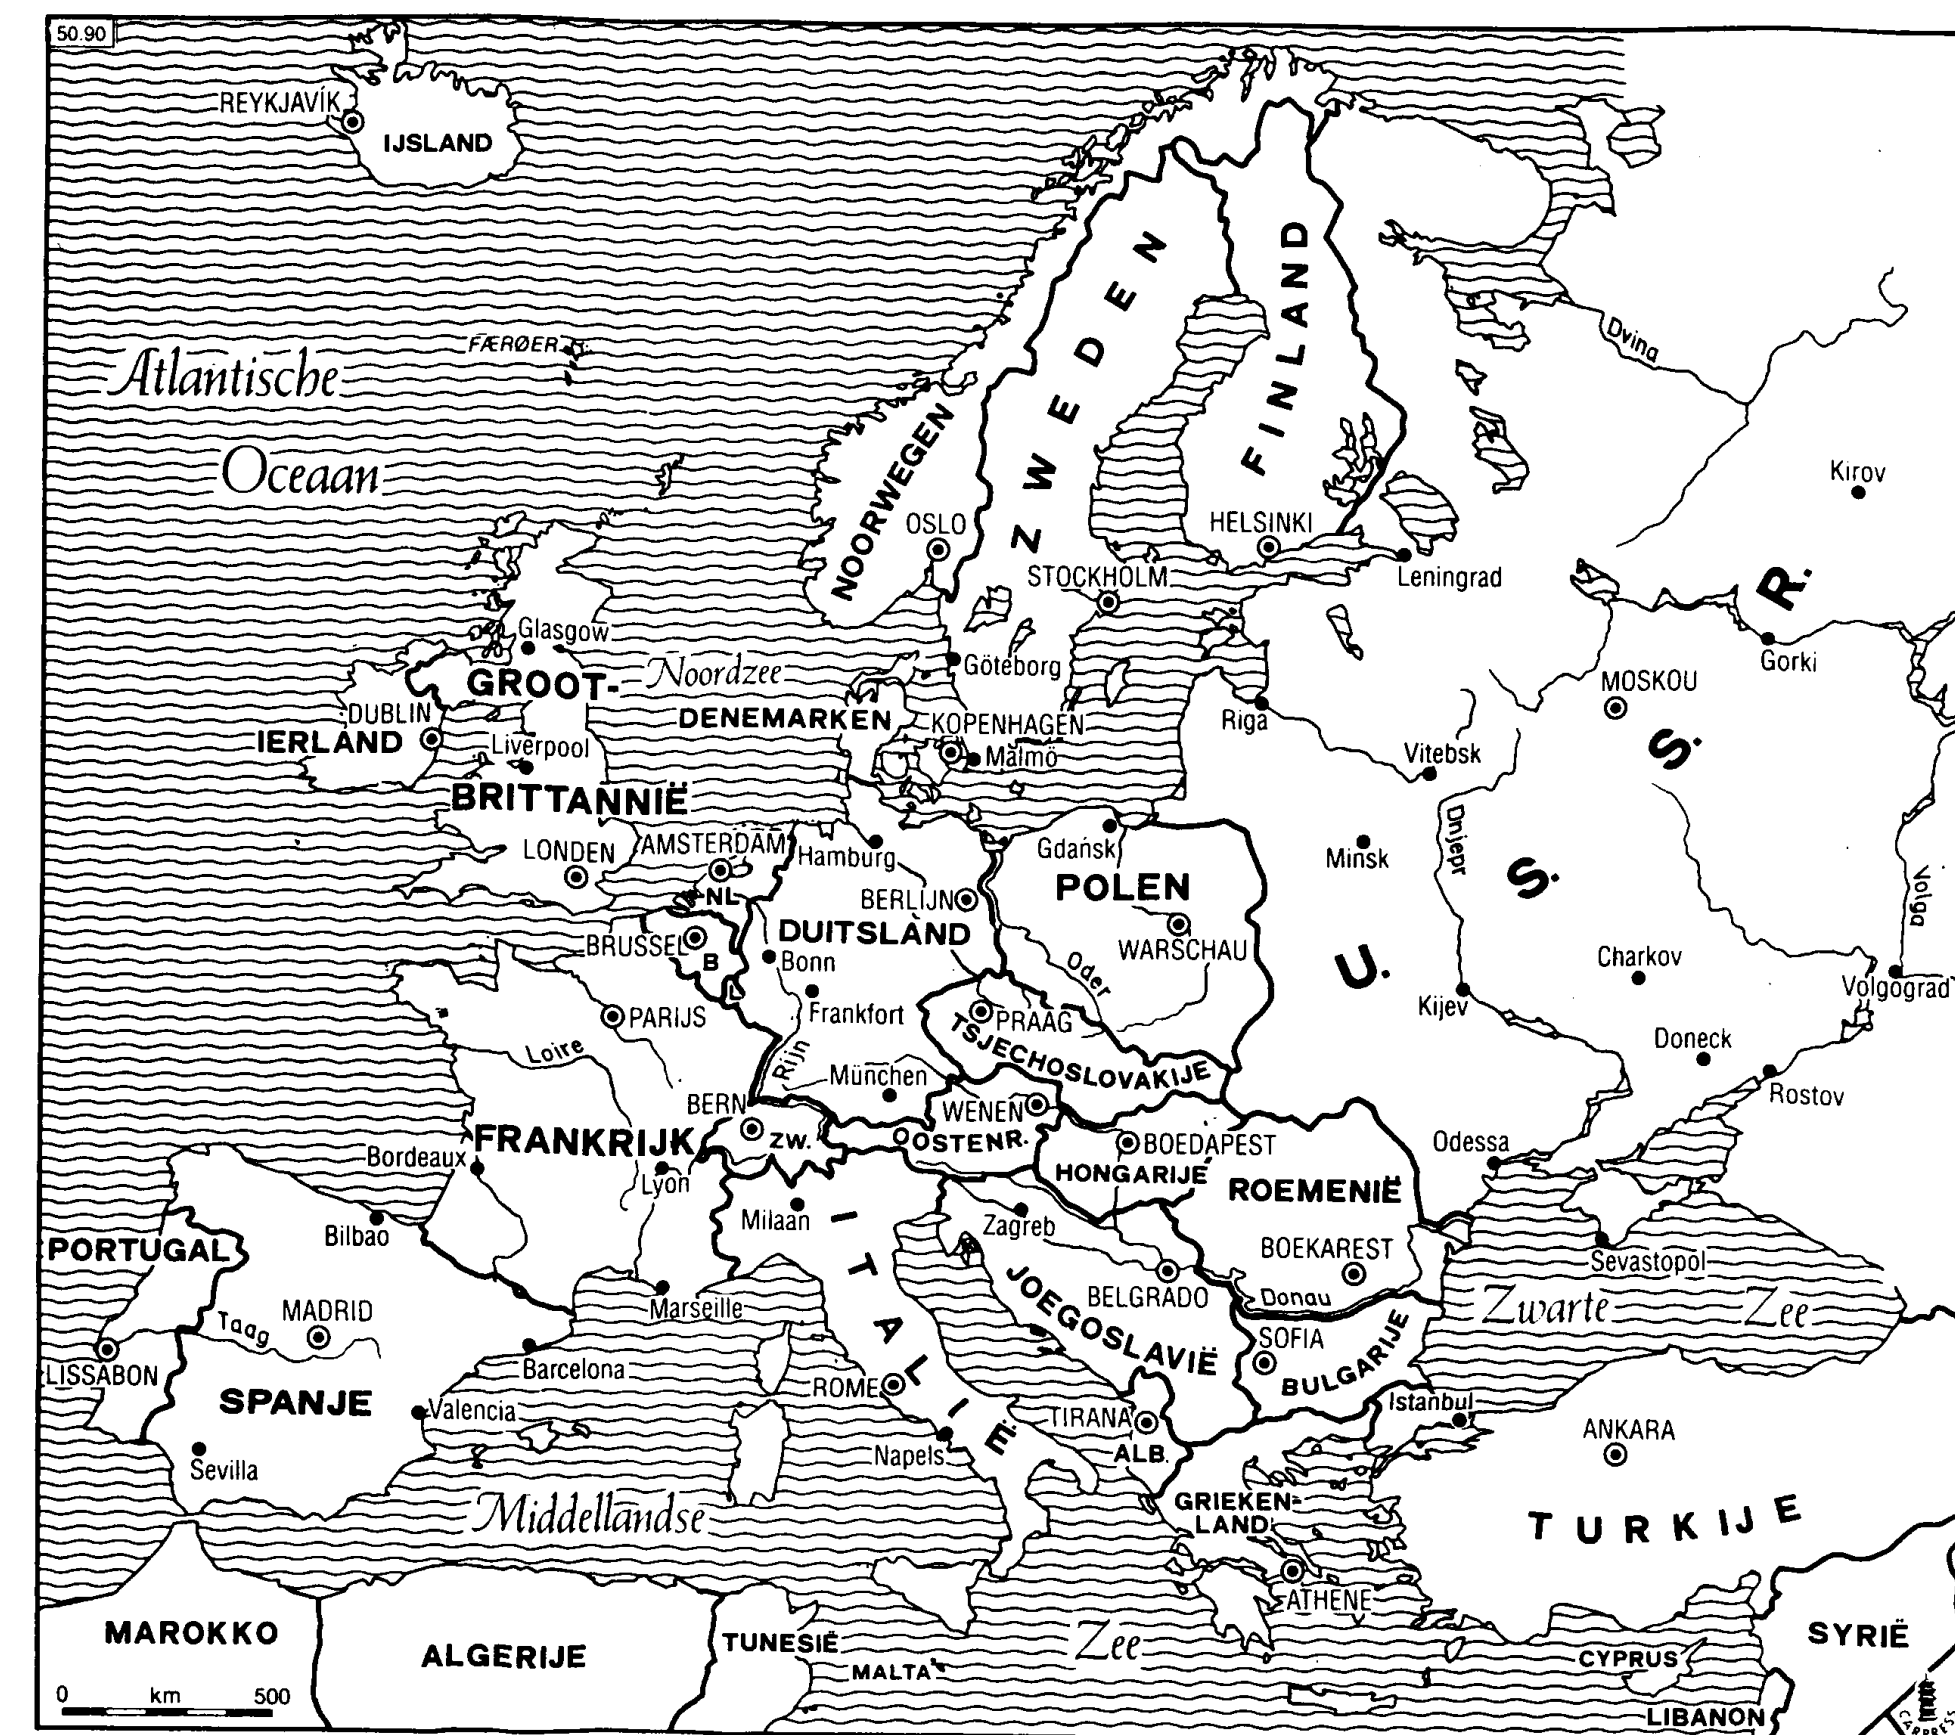 50.90
REYKJAVÍK
IJSLAND
FÆRØER
Atlantische
Oceaan
NOORWEGEN
ZWEDEN
FINLAND
OSLO
HELSINKI
STOCKHOLM
Leningrad
Dvina
Kirov
Glasgow
GROOT-
BRITTANNIË
Noordzee
Göteborg
DUBLIN
IERLAND
Liverpool
DENEMARKEN
KOPENHAGEN
Malmö
Riga
Vitebsk
MOSKOU
Gorki
U.S.S.R.
LONDEN
AMSTERDAM
NL
Hamburg
BERLIJN
DUITSLAND
Gdańsk
POLEN
WARSCHAU
Oder
Minsk
Dnjepr
Volga
BRUSSEL
B
Bonn
Frankfort
PARIJS
Loire
Rijn
München
PRAAG
TSJECHOSLOVAKIJE
Kijev
Charkov
Volgograd
Doneck
Rostov
BERN
ZW.
WENEN
OOSTENR.
BOEDAPEST
HONGARIJE
ROEMENIË
Odessa
FRANKRIJK
Bordeaux
Lyon
Milaan
Zagreb
BOEKAREST
Sevastopol
Bilbao
PORTUGAL
Marseille
ITALIË
JOEGOSLAVIË
BELGRADO
Donau
Zwarte Zee
MADRID
Taag
LISSABON
SPANJE
Barcelona
Valencia
Sevilla
ROME
Napels
SOFIA
BULGARIJE
TIRANA
ALB.
Istanbul
ANKARA
TURKIJE
GRIEKEN-
LAND
ATHENE
Middellandse
Zee
MAROKKO
ALGERIJE
TUNESIË
MALTA
CYPRUS
SYRIË
LIBANON
0 km 500